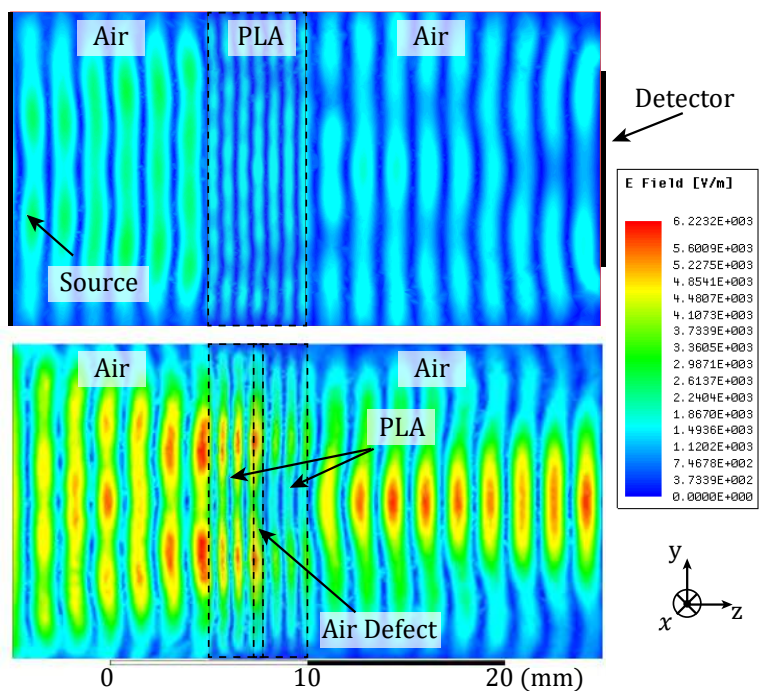 Air
PLA
Air
Source
Detector
E Field [V/m]
6.2232E+003
5.6009E+003
5.2275E+003
4.8541E+003
4.4807E+003
4.1073E+003
3.7339E+003
3.3605E+003
2.9871E+003
2.6137E+003
2.2404E+003
1.8670E+003
1.4936E+003
1.1202E+003
7.4678E+002
3.7339E+002
0.0000E+000
Air
Air
PLA
Air Defect
y
x
z
0 10 20 (mm)